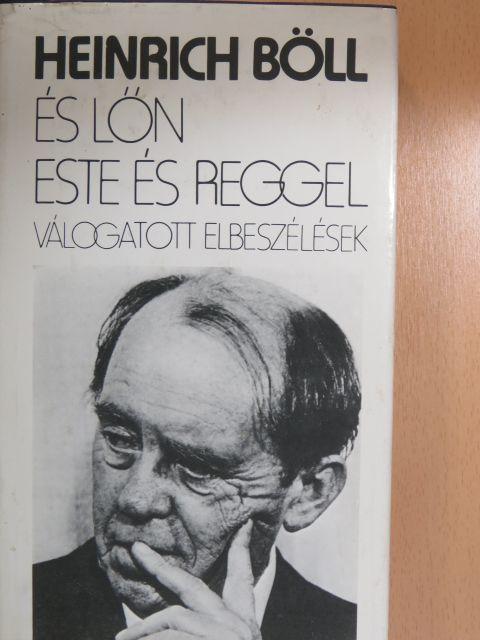 HEINRICH BÖLL
ÉS LŐN
ESTE ÉS REGGEL
VÁLOGATOTT ELBESZÉLÉSEK